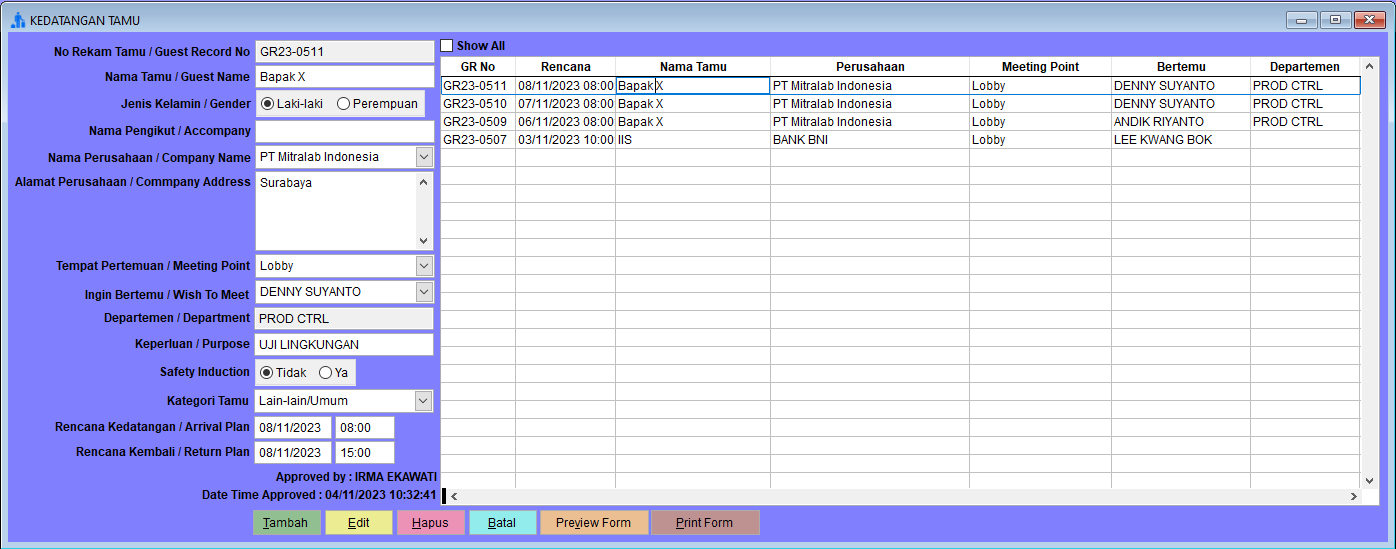 KEDATANGAN TAMU
No Rekam Tamu / Guest Record No GR23-0511
Nama Tamu / Guest Name Bapak X
Jenis Kelamin / Gender Laki-laki Perempuan
Nama Pengikut / Accompany
Nama Perusahaan / Company Name PT Mitralab Indonesia
Alamat Perusahaan / Commpany Address Surabaya
Tempat Pertemuan / Meeting Point Lobby
Ingin Bertemu / Wish To Meet DENNY SUYANTO
Departemen / Department PROD CTRL
Keperluan / Purpose UJI LINGKUNGAN
Safety Induction Tidak Ya
Kategori Tamu Lain-lain/Umum
Rencana Kedatangan / Arrival Plan 08/11/2023 08:00
Rencana Kembali / Return Plan 08/11/2023 15:00
Approved by : IRMA EKAWATI
Date Time Approved : 04/11/2023 10:32:41
Show All
GR No Rencana Nama Tamu Perusahaan Meeting Point Bertemu Departemen
GR23-0511 08/11/2023 08:00 Bapak X PT Mitralab Indonesia Lobby DENNY SUYANTO PROD CTRL
GR23-0510 07/11/2023 08:00 Bapak X PT Mitralab Indonesia Lobby DENNY SUYANTO PROD CTRL
GR23-0509 06/11/2023 08:00 Bapak X PT Mitralab Indonesia Lobby ANDIK RIYANTO PROD CTRL
GR23-0507 03/11/2023 10:00 IIS BANK BNI Lobby LEE KWANG BOK
Tambah Edit Hapus Batal Preview Form Print Form